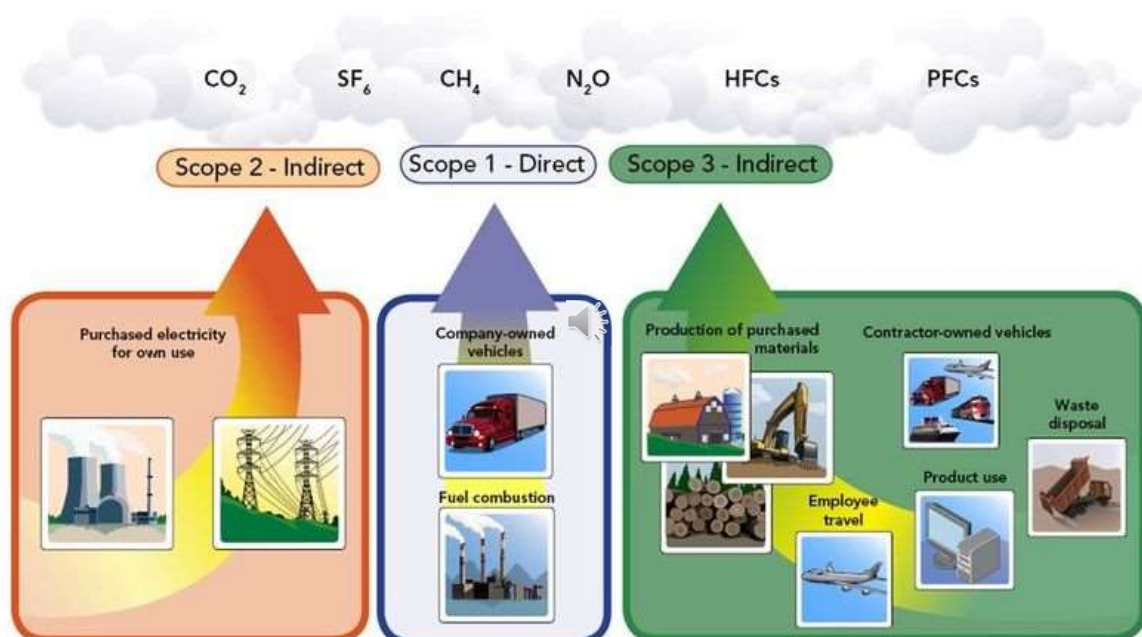 CO₂ SF₆ CH₄ N₂O HFCs PFCs
Scope 2 - Indirect
Scope 1 - Direct
Scope 3 - Indirect
Purchased electricity
for own use
Company-owned
vehicles
Fuel combustion
Production of purchased
materials
Contractor-owned vehicles
Waste
disposal
Product use
Employee
travel